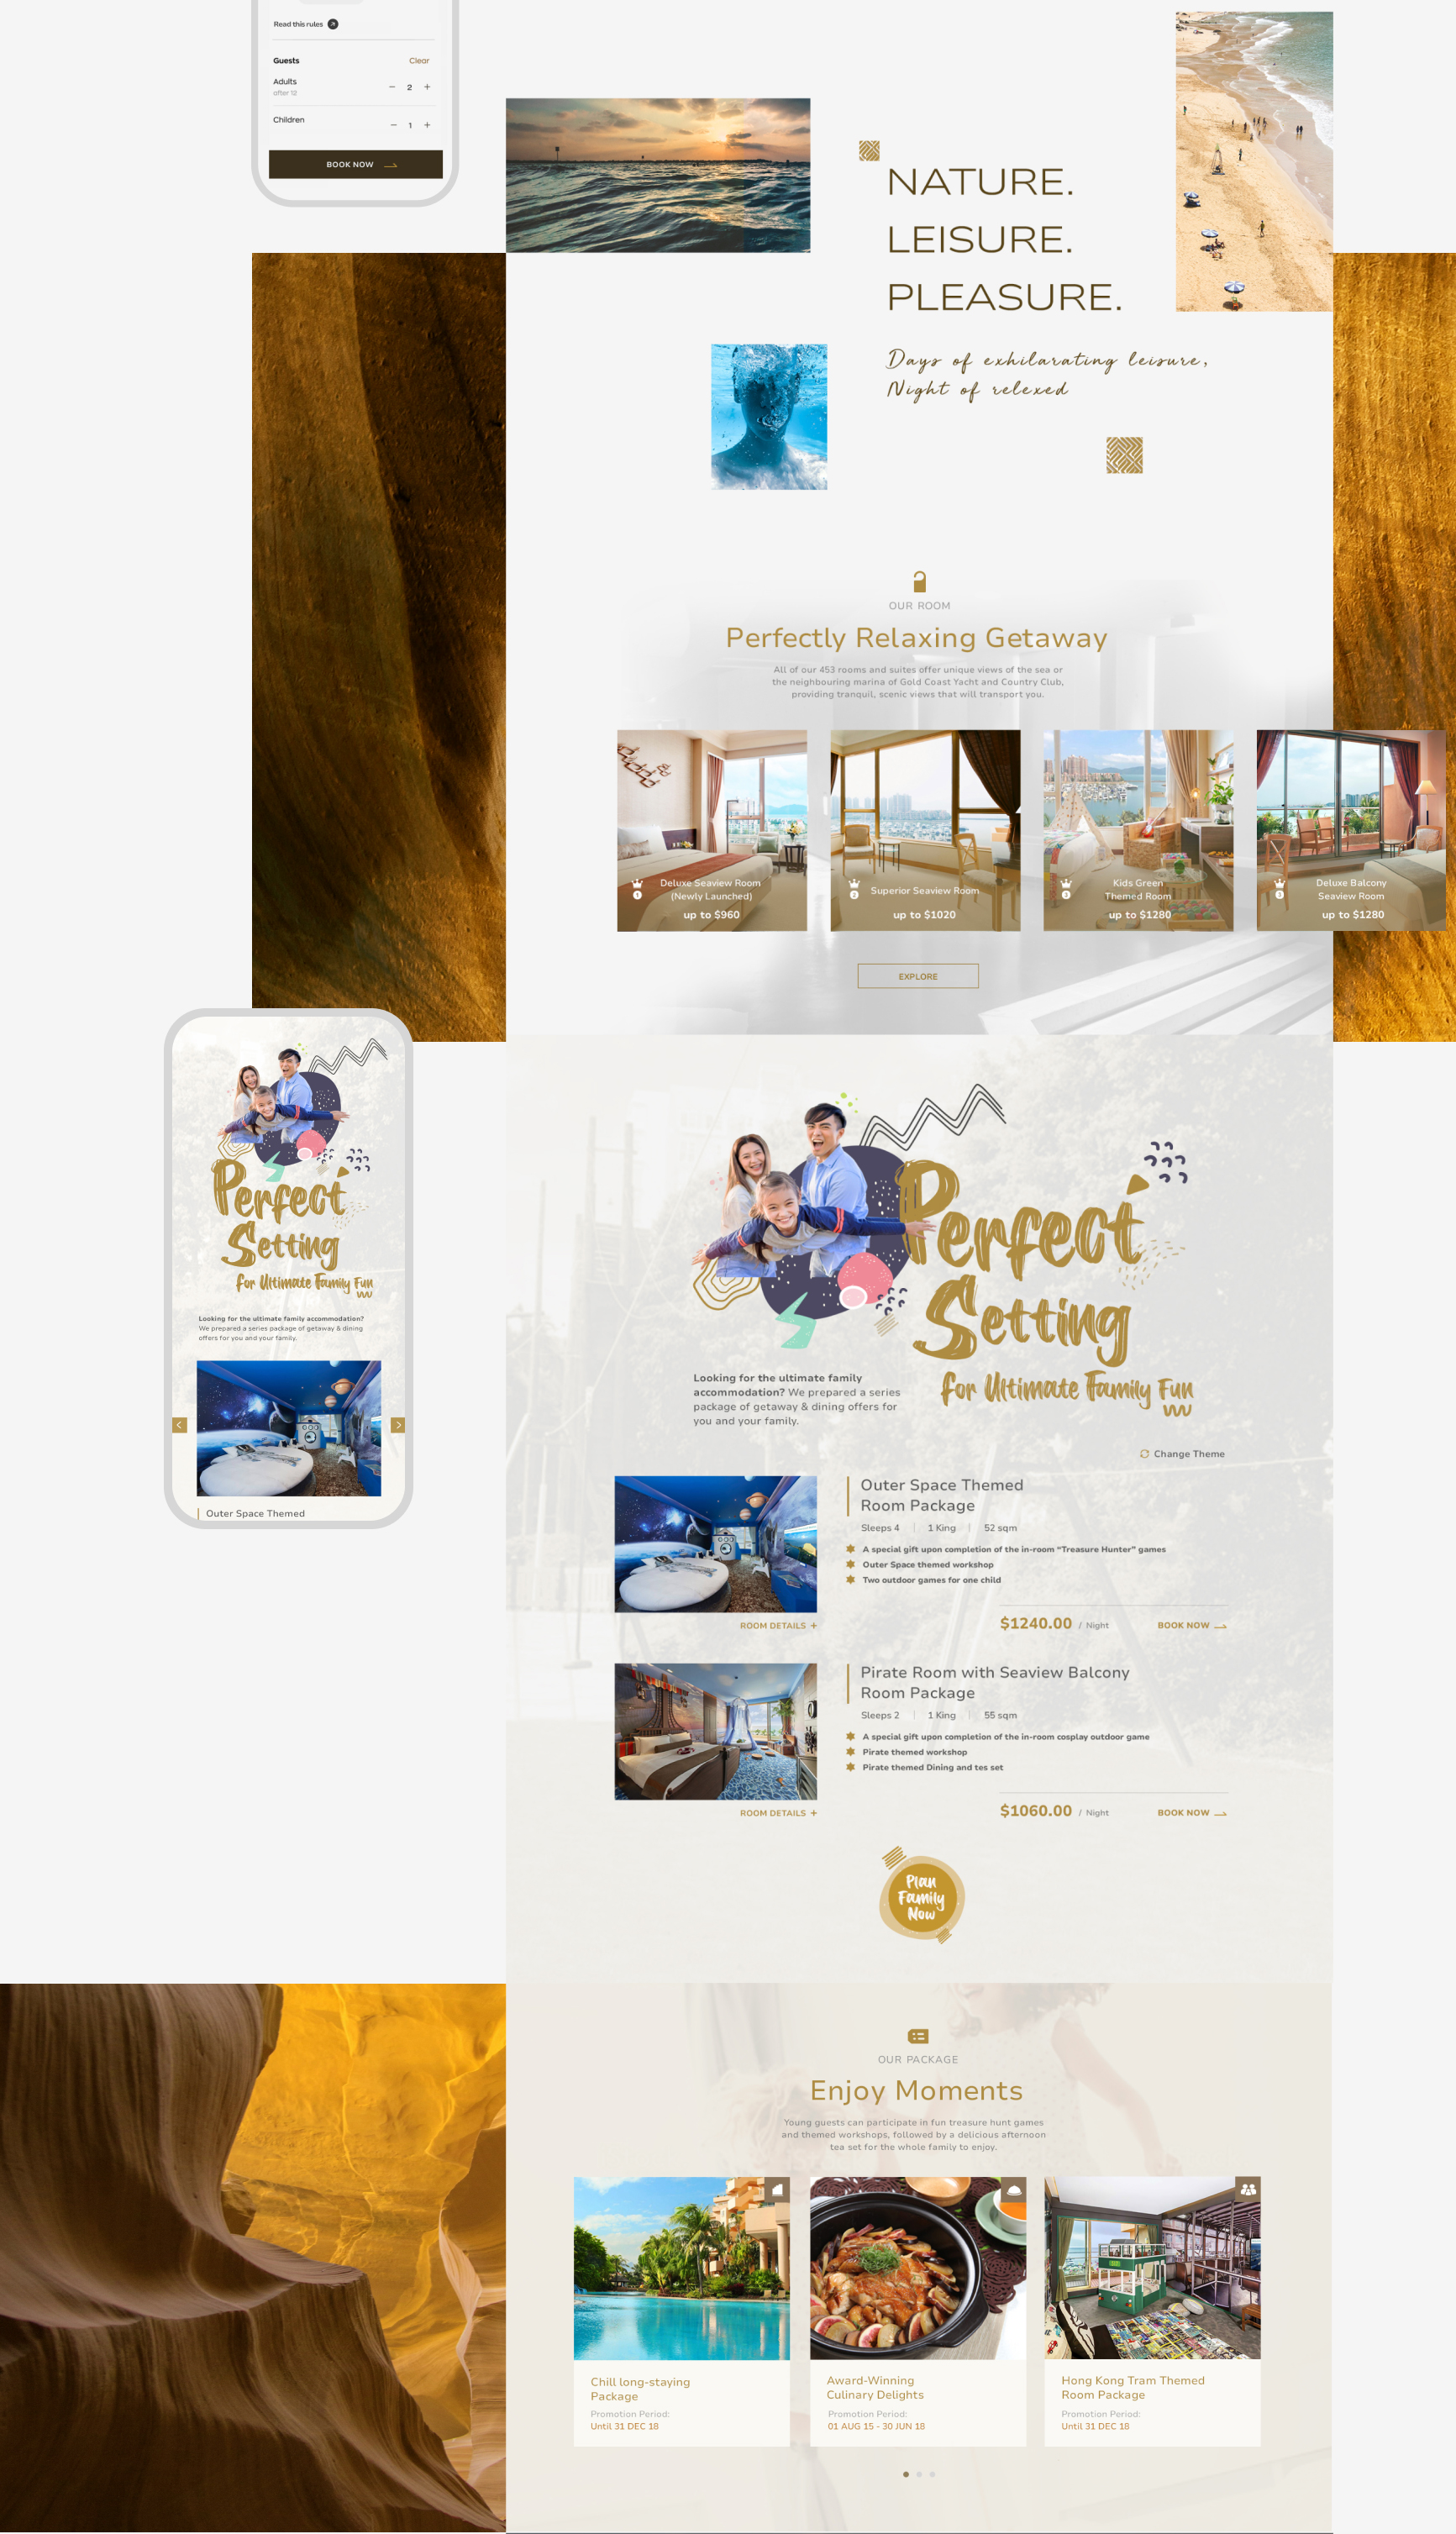 Read this rules
Guests Clear
Adults
after 12
− 2 +
Children
− 1 +
BOOK NOW
NATURE.
LEISURE.
PLEASURE.
Days of exhilarating leisure,
Night of relexed
OUR ROOM
Perfectly Relaxing Getaway
All of our 453 rooms and suites offer unique views of the sea or
the neighbouring marina of Gold Coast Yacht and Country Club,
providing tranquil, scenic views that will transport you.
1
Deluxe Seaview Room
(Newly Launched)
up to $960
2
Superior Seaview Room
up to $1020
3
Kids Green
Themed Room
up to $1280
Deluxe Balcony
Seaview Room
up to $1280
EXPLORE
Perfect
Setting
for Ultimate Family Fun
Looking for the ultimate family accommodation?
We prepared a series package of getaway & dining
offers for you and your family.
Outer Space Themed
Perfect
Setting
for Ultimate Family Fun
Looking for the ultimate family
accommodation? We prepared a series
package of getaway & dining offers for
you and your family.
Change Theme
Outer Space Themed
Room Package
Sleeps 4 | 1 King | 52 sqm
A special gift upon completion of the in-room “Treasure Hunter” games
Outer Space themed workshop
Two outdoor games for one child
ROOM DETAILS +
$1240.00 / Night BOOK NOW
Pirate Room with Seaview Balcony
Room Package
Sleeps 2 | 1 King | 55 sqm
A special gift upon completion of the in-room cosplay outdoor game
Pirate themed workshop
Pirate themed Dining and tes set
ROOM DETAILS +
$1060.00 / Night BOOK NOW
Plan
Family
Now
OUR PACKAGE
Enjoy Moments
Young guests can participate in fun treasure hunt games
and themed workshops, followed by a delicious afternoon
tea set for the whole family to enjoy.
Chill long-staying
Package
Promotion Period:
Until 31 DEC 18
Award-Winning
Culinary Delights
Promotion Period:
01 AUG 15 - 30 JUN 18
Hong Kong Tram Themed
Room Package
Promotion Period:
Until 31 DEC 18